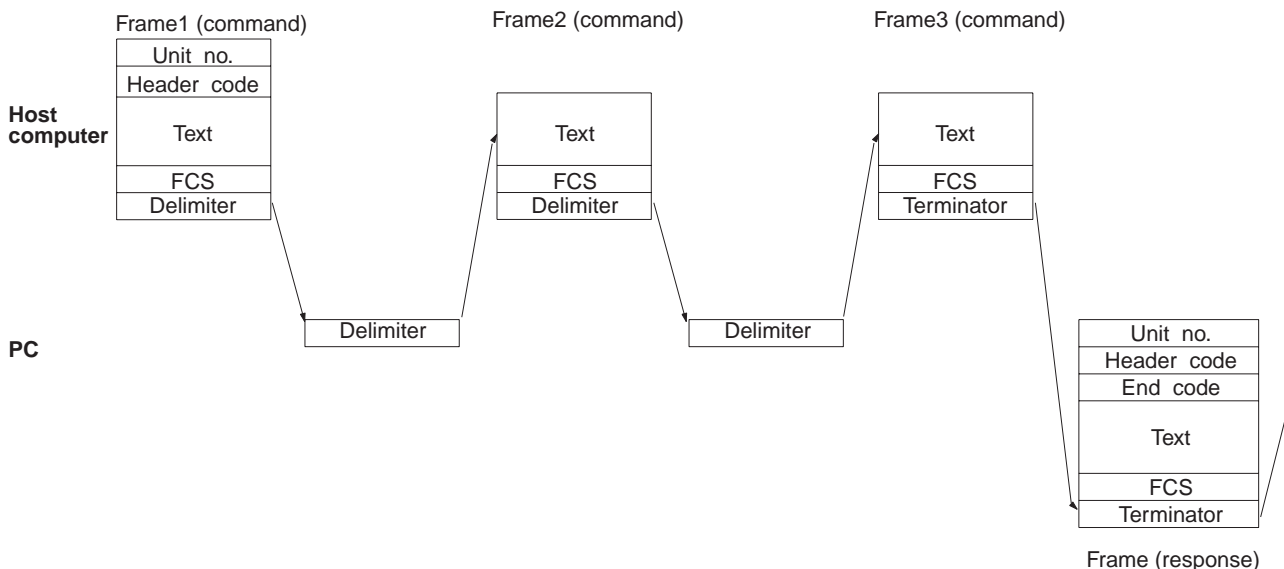 Frame1 (command)
Unit no.
Header code
Text
FCS
Delimiter
Frame2 (command)
Text
FCS
Delimiter
Frame3 (command)
Text
FCS
Terminator
Host
computer
Delimiter
Delimiter
PC
Unit no.
Header code
End code
Text
FCS
Terminator
Frame (response)